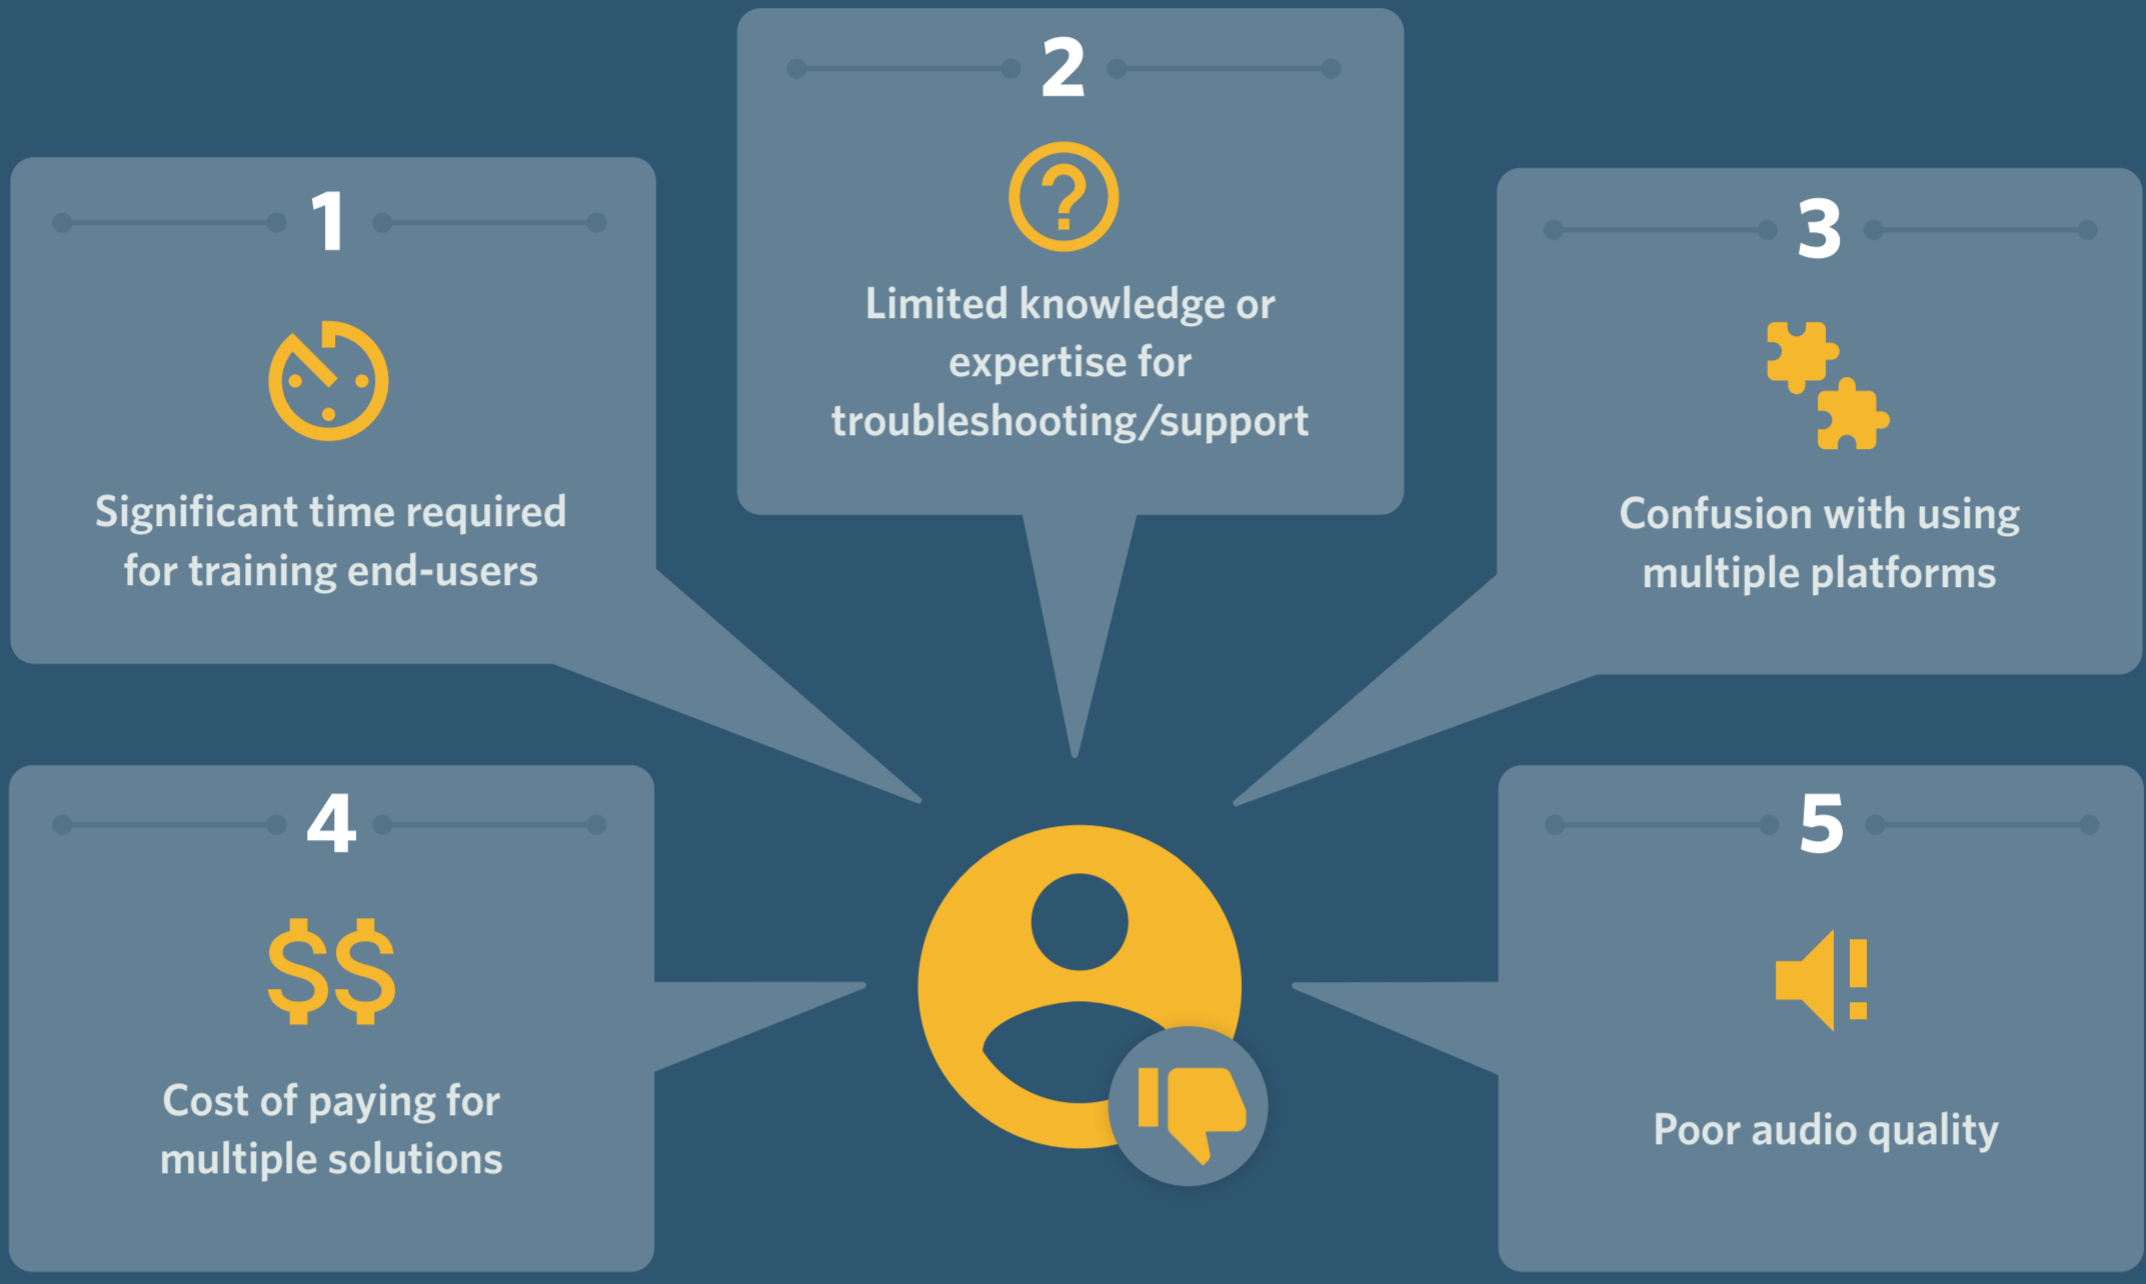 1
Significant time required
for training end-users
2
Limited knowledge or
expertise for
troubleshooting/support
3
Confusion with using
multiple platforms
4
$$
Cost of paying for
multiple solutions
5
Poor audio quality